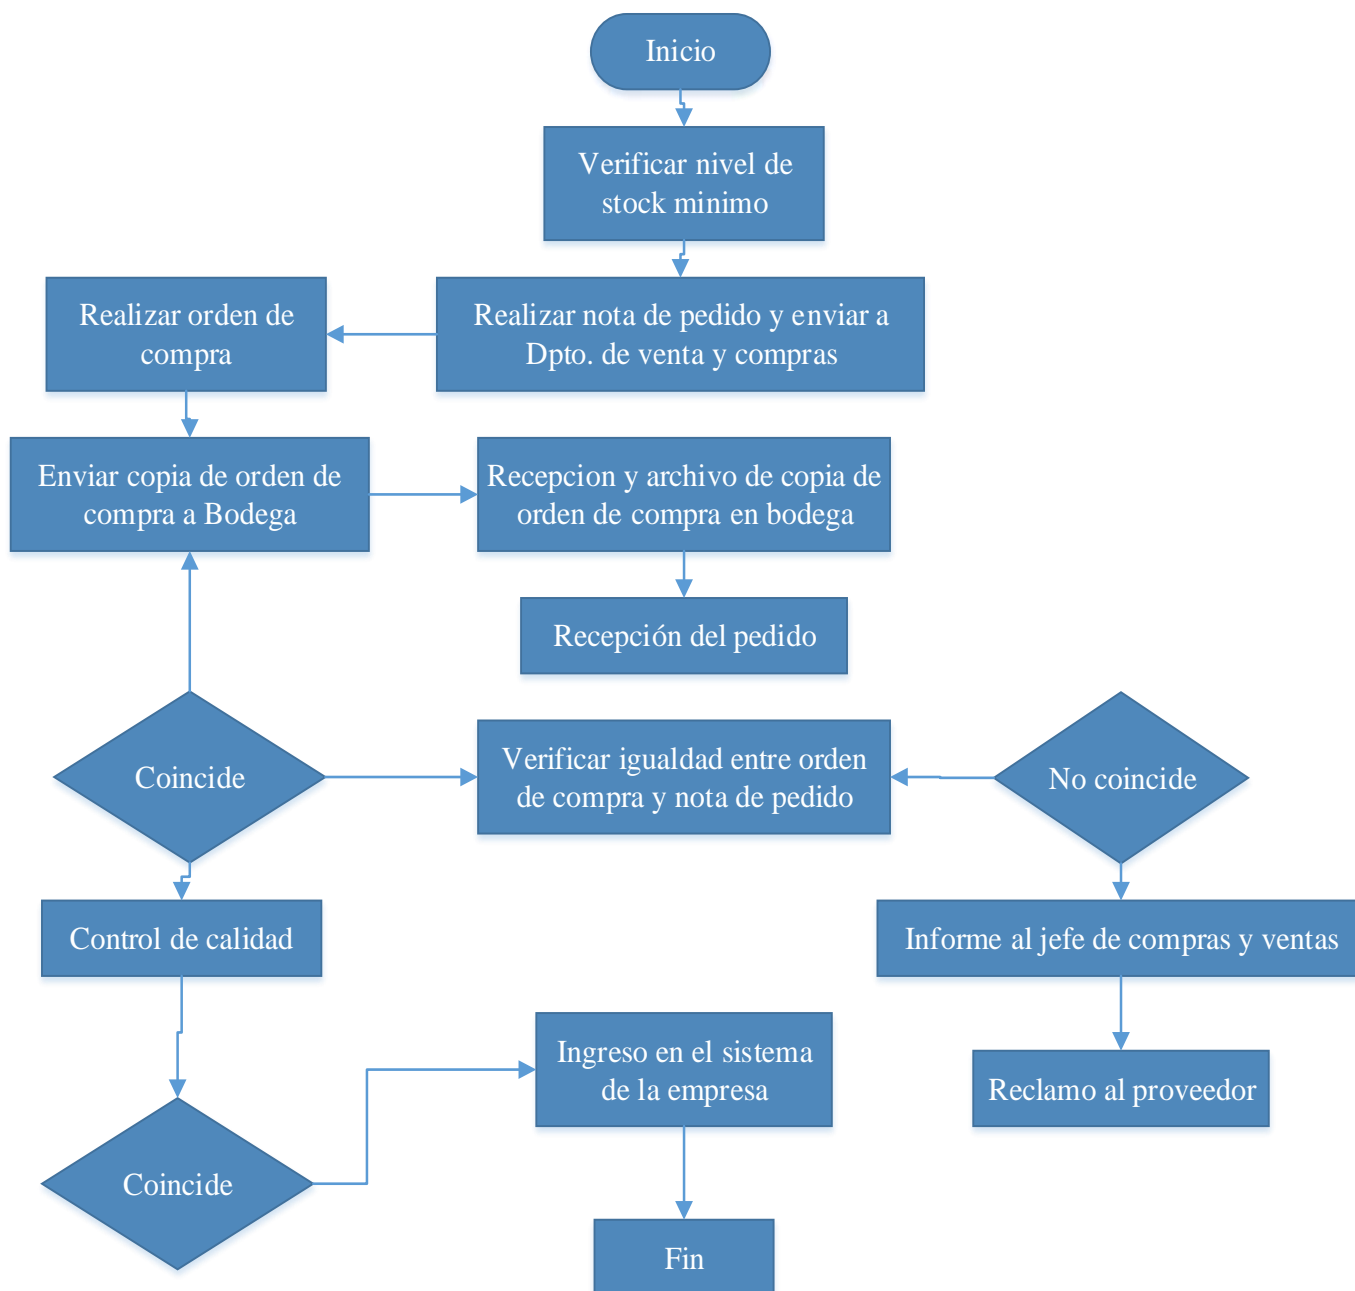 Inicio
Verificar nivel de
stock minimo
Realizar orden de
compra
Realizar nota de pedido y enviar a
Dpto. de venta y compras
Enviar copia de orden de
compra a Bodega
Recepcion y archivo de copia de
orden de compra en bodega
Recepción del pedido
Coincide
Verificar igualdad entre orden
de compra y nota de pedido
No coincide
Control de calidad
Informe al jefe de compras y ventas
Ingreso en el sistema
de la empresa
Reclamo al proveedor
Coincide
Fin